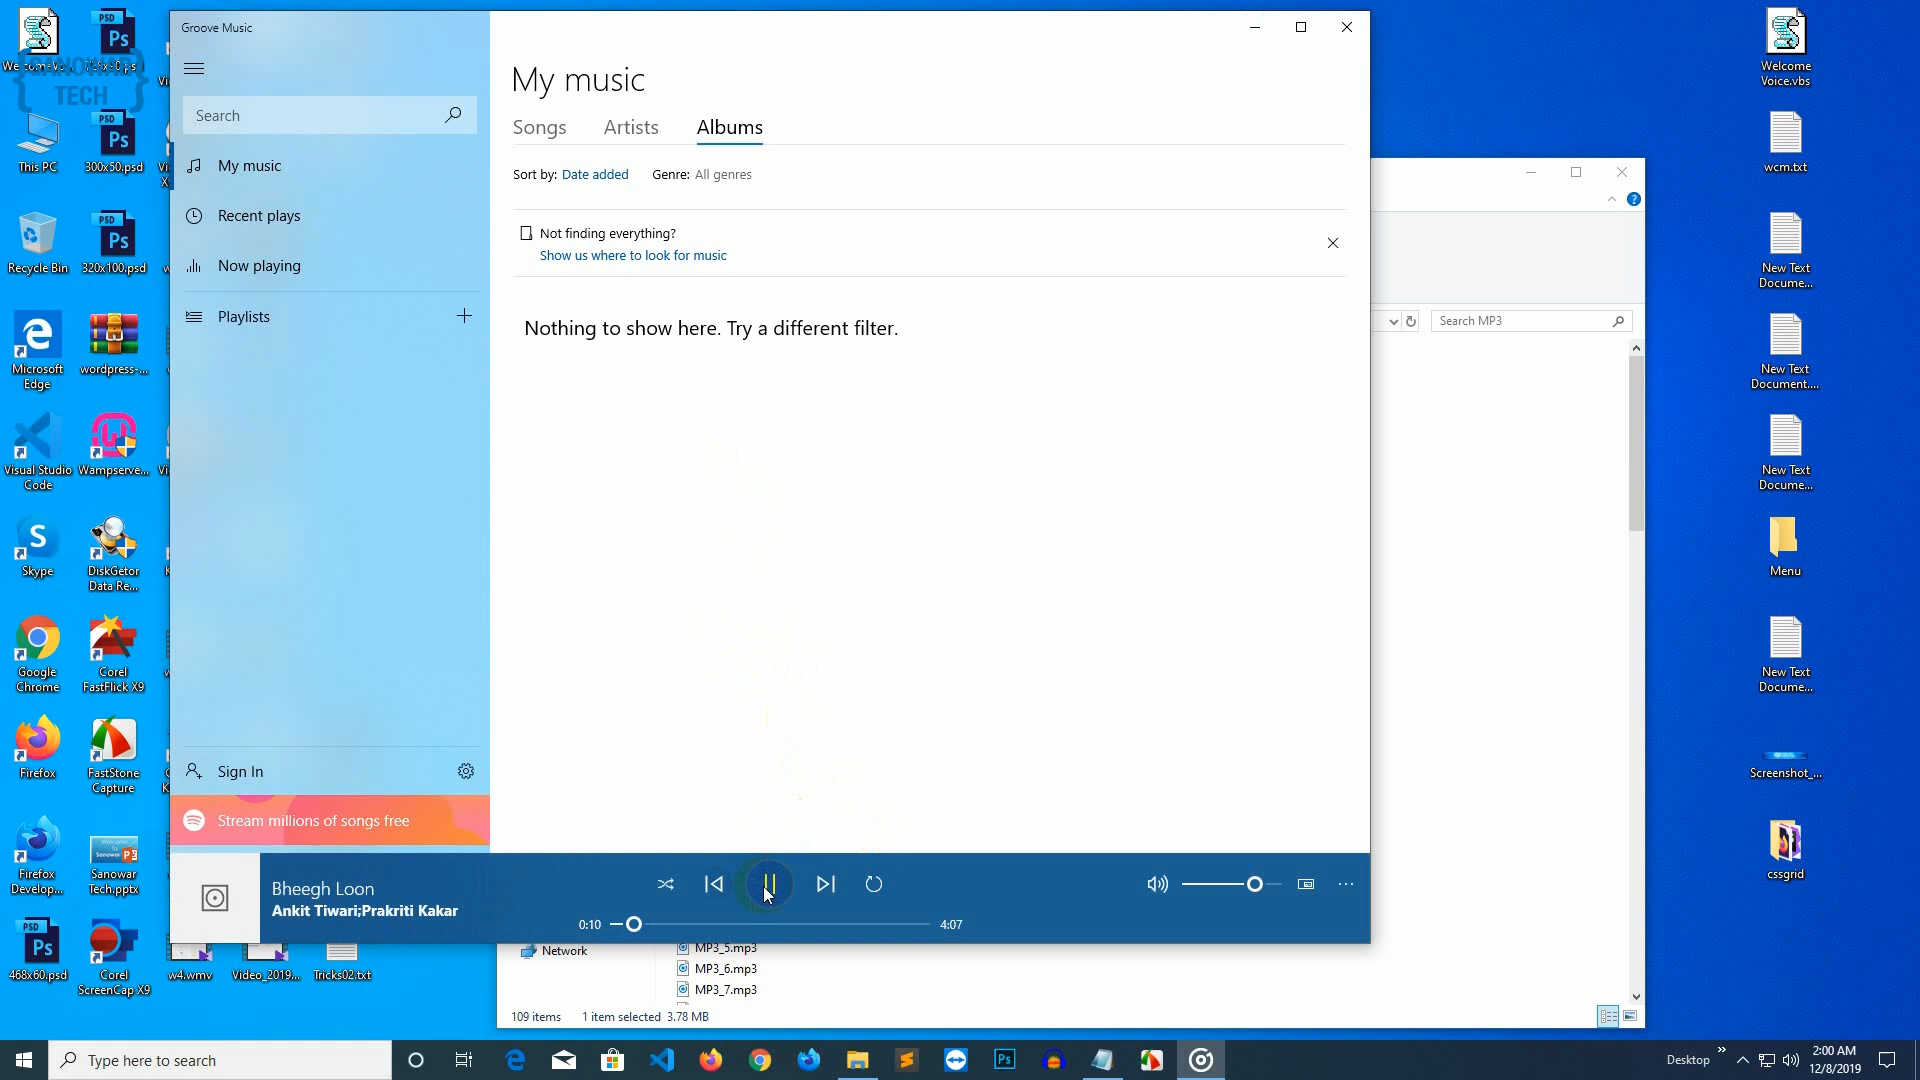 Groove Music
Search
My music
Recent plays
Now playing
Playlists
Sign In
Stream millions of songs free
My music
Songs
Artists
Albums
Sort by: Date added
Genre: All genres
Not finding everything?
Show us where to look for music
Nothing to show here. Try a different filter.
Bheegh Loon
Ankit Tiwari;Prakriti Kakar
0:10
4:07
TECH
This PC
300x50.psd
Recycle Bin
320x100.psd
Microsoft
Edge
wordpress-...
Visual Studio
Code
Wampserve...
Skype
DiskGetor
Data Re...
Google
Chrome
Corel
FastFlick X9
Firefox
FastStone
Capture
Firefox
Develop...
Sanowar
Tech.pptx
468x60.psd
Corel
ScreenCap X9
w4.wmv
Video_2019...
Tricks02.txt
Search MP3
Network
MP3_5.mp3
MP3_6.mp3
MP3_7.mp3
109 items
1 item selected 3.78 MB
Welcome
Voice.vbs
wcm.txt
New Text
Docume...
New Text
Document....
New Text
Docume...
Menu
New Text
Docume...
Screenshot_...
cssgrid
Type here to search
Desktop
2:00 AM
12/8/2019